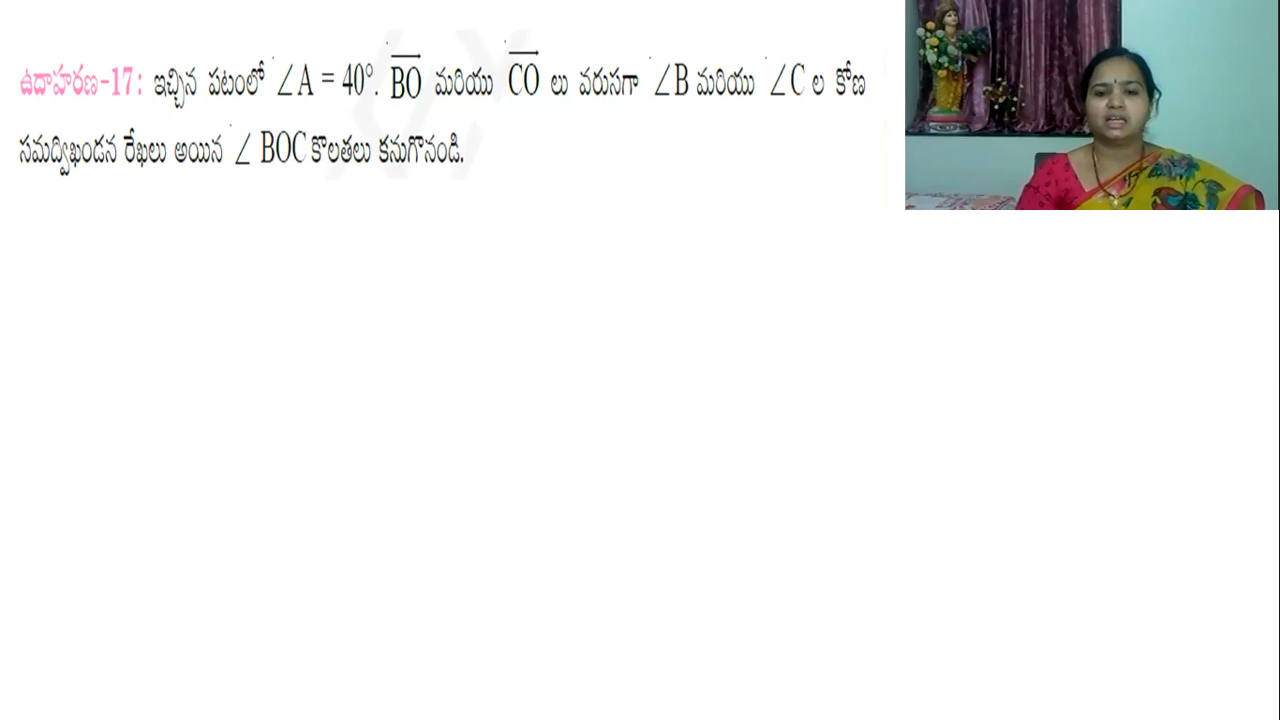 ఉదాహరణ-17: ఇచ్చిన పటంలో ∠A = 40°. BO మరియు CO లు వరుసగా ∠B మరియు ∠C ల కోణ
సమద్విఖండన రేఖలు అయిన ∠ BOC కొలతలు కనుగొనండి.